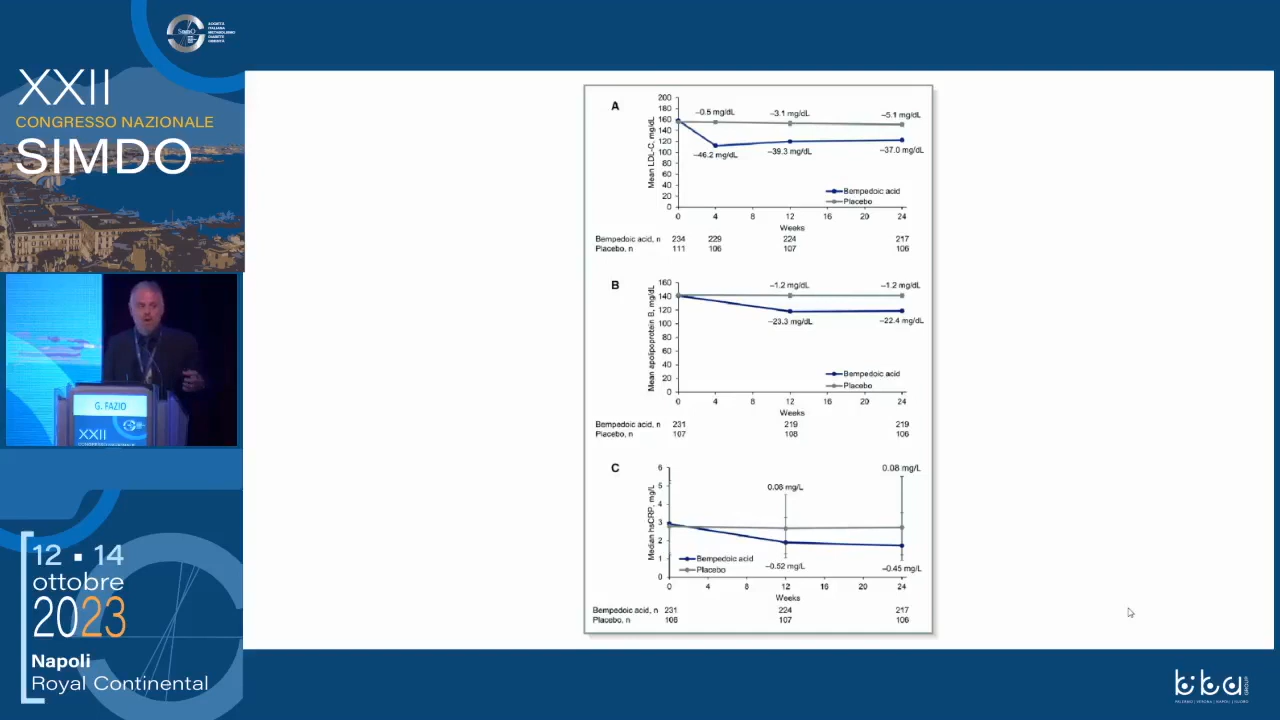 SOCIETÀ
ITALIANA
METABOLISMO
DIABETE
OBESITÀ
XXII
CONGRESSO NAZIONALE
SIMDO
G. FAZIO
XXII
12 ▪ 14
ottobre
2023
Napoli
Royal Continental
A
Mean LDL-C, mg/dL
200
180
160
140
120
100
80
60
40
20
0
–0.5 mg/dL
–3.1 mg/dL
–5.1 mg/dL
–46.2 mg/dL
–39.3 mg/dL
–37.0 mg/dL
Bempedoic acid
Placebo
0 4 8 12 16 20 24
Weeks
Bempedoic acid, n 234 229 224 217
Placebo, n 111 106 107 106
B
Mean apolipoprotein B, mg/dL
160
140
120
100
80
60
40
20
0
–1.2 mg/dL
–1.2 mg/dL
–23.3 mg/dL
–22.4 mg/dL
Bempedoic acid
Placebo
0 4 8 12 16 20 24
Weeks
Bempedoic acid, n 231 219 219
Placebo, n 107 108 106
C
Median hsCRP, mg/L
6
5
4
3
2
1
0
0.08 mg/L
0.08 mg/L
–0.52 mg/L
–0.45 mg/L
Bempedoic acid
Placebo
0 4 8 12 16 20 24
Weeks
Bempedoic acid, n 231 224 217
Placebo, n 106 107 106
bba
GROUP